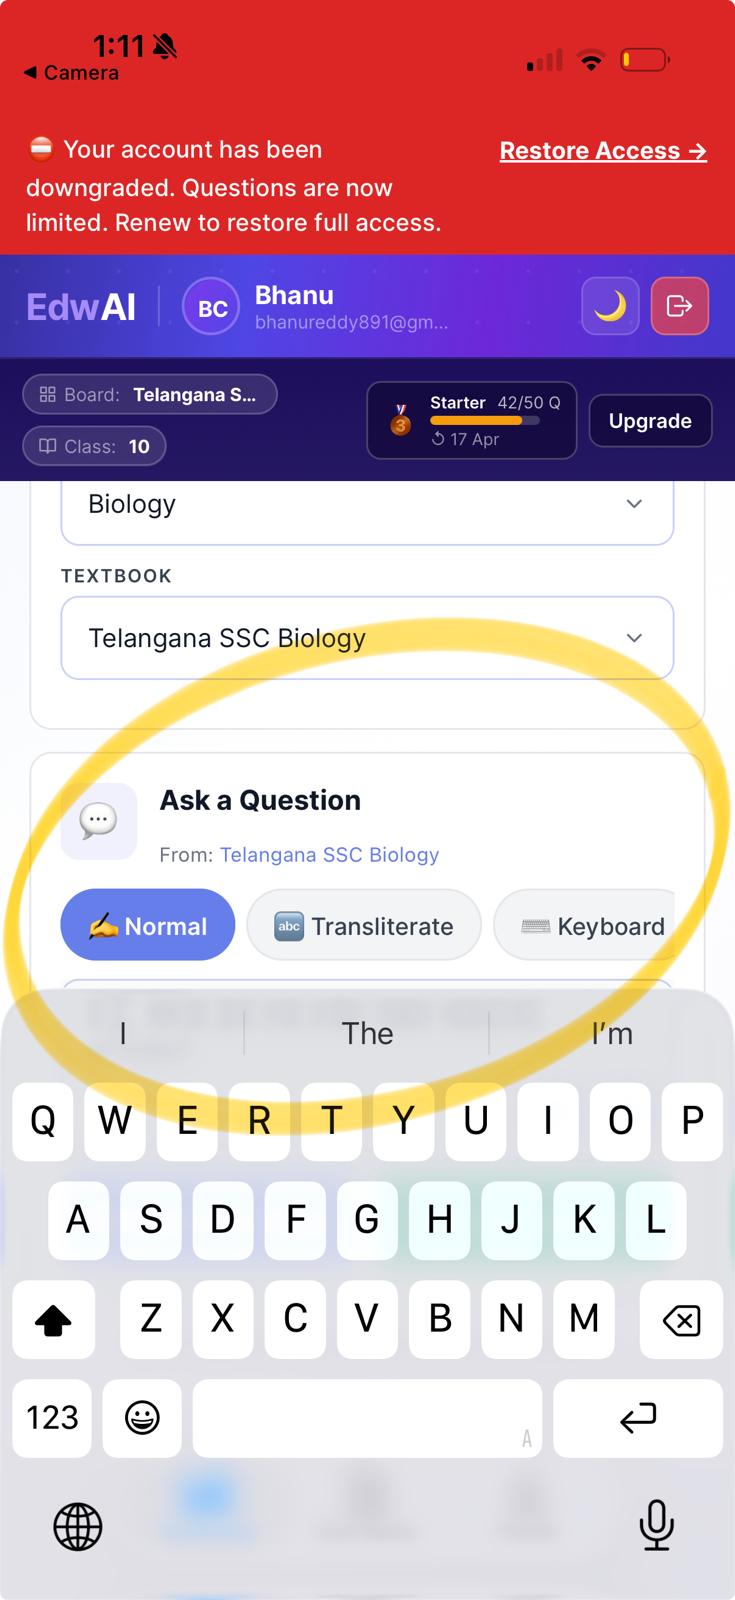 1:11
◀ Camera
⛔ Your account has been
downgraded. Questions are now
limited. Renew to restore full access.
Restore Access →
EdwAI
BC
Bhanu
bhanureddy891@gm...
Board: Telangana S...
Class: 10
3
Starter 42/50 Q
17 Apr
Upgrade
Biology
TEXTBOOK
Telangana SSC Biology
Ask a Question
From: Telangana SSC Biology
✍ Normal
abc Transliterate
Keyboard
I The I'm
Q W E R T Y U I O P
A S D F G H J K L
Z X C V B N M
123
A